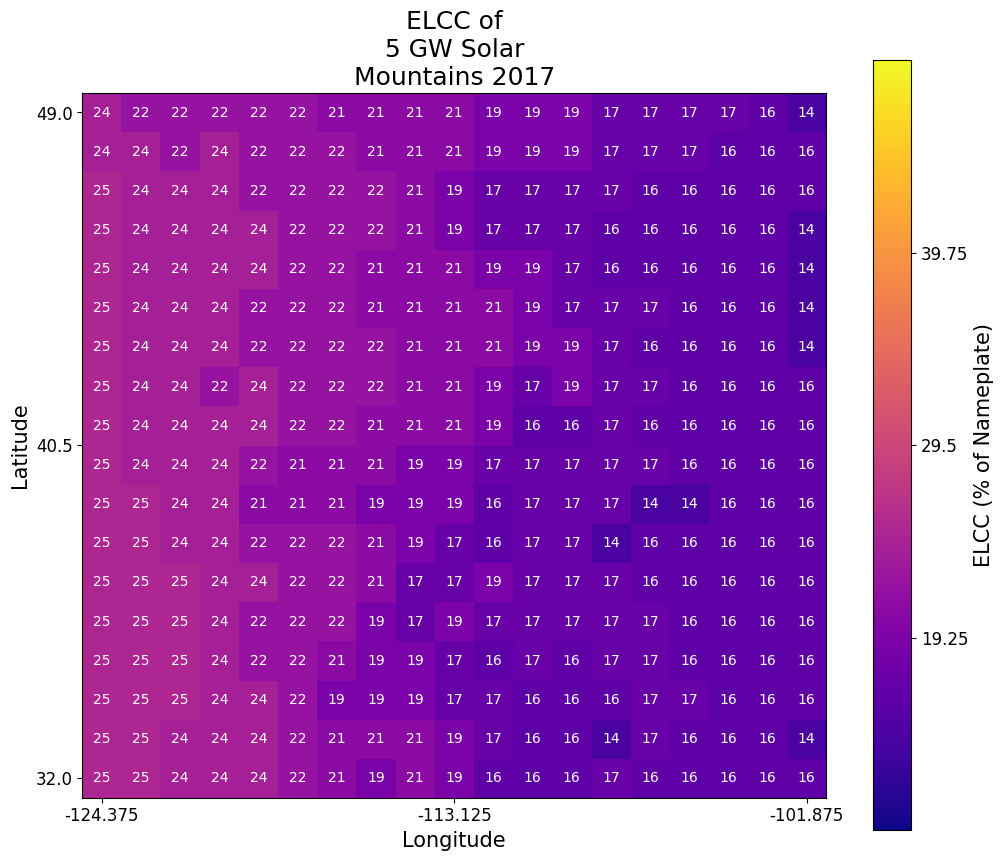 ELCC of
5 GW Solar
Mountains 2017
49.0
24 22 22 22 22 22 21 21 21 21 19 19 19 17 17 17 17 16 14
24 24 22 24 22 22 22 21 21 21 19 19 19 17 17 17 16 16 16
25 24 24 24 22 22 22 22 21 19 17 17 17 17 16 16 16 16 16
25 24 24 24 24 22 22 22 21 19 17 17 17 16 16 16 16 16 14
25 24 24 24 24 22 22 21 21 21 19 19 17 16 16 16 16 16 14
25 24 24 24 22 22 22 21 21 21 21 19 17 17 17 16 16 16 14
25 24 24 24 22 22 22 22 21 21 21 19 19 17 16 16 16 16 14
25 24 24 22 24 22 22 22 21 21 19 17 19 17 17 16 16 16 16
25 24 24 24 24 22 22 21 21 21 19 16 16 17 16 16 16 16 16
40.5
25 24 24 24 22 21 21 21 19 19 17 17 17 17 17 16 16 16 16
25 25 24 24 21 21 21 19 19 19 16 17 17 17 14 14 16 16 16
25 25 24 24 22 22 22 21 19 17 16 17 17 14 16 16 16 16 16
25 25 25 24 24 22 22 21 17 17 19 17 17 17 16 16 16 16 16
25 25 25 24 22 22 22 19 17 19 17 17 17 17 17 16 16 16 16
25 25 25 24 22 22 21 19 19 17 16 17 16 17 17 16 16 16 16
25 25 25 24 24 22 19 19 19 17 17 16 16 16 17 17 16 16 16
25 25 24 24 24 22 21 21 21 19 17 16 16 14 17 16 16 16 14
32.0
25 25 24 24 24 22 21 19 21 19 16 16 16 17 16 16 16 16 16
-124.375
-113.125
-101.875
Longitude
Latitude
39.75
29.5
19.25
ELCC (% of Nameplate)